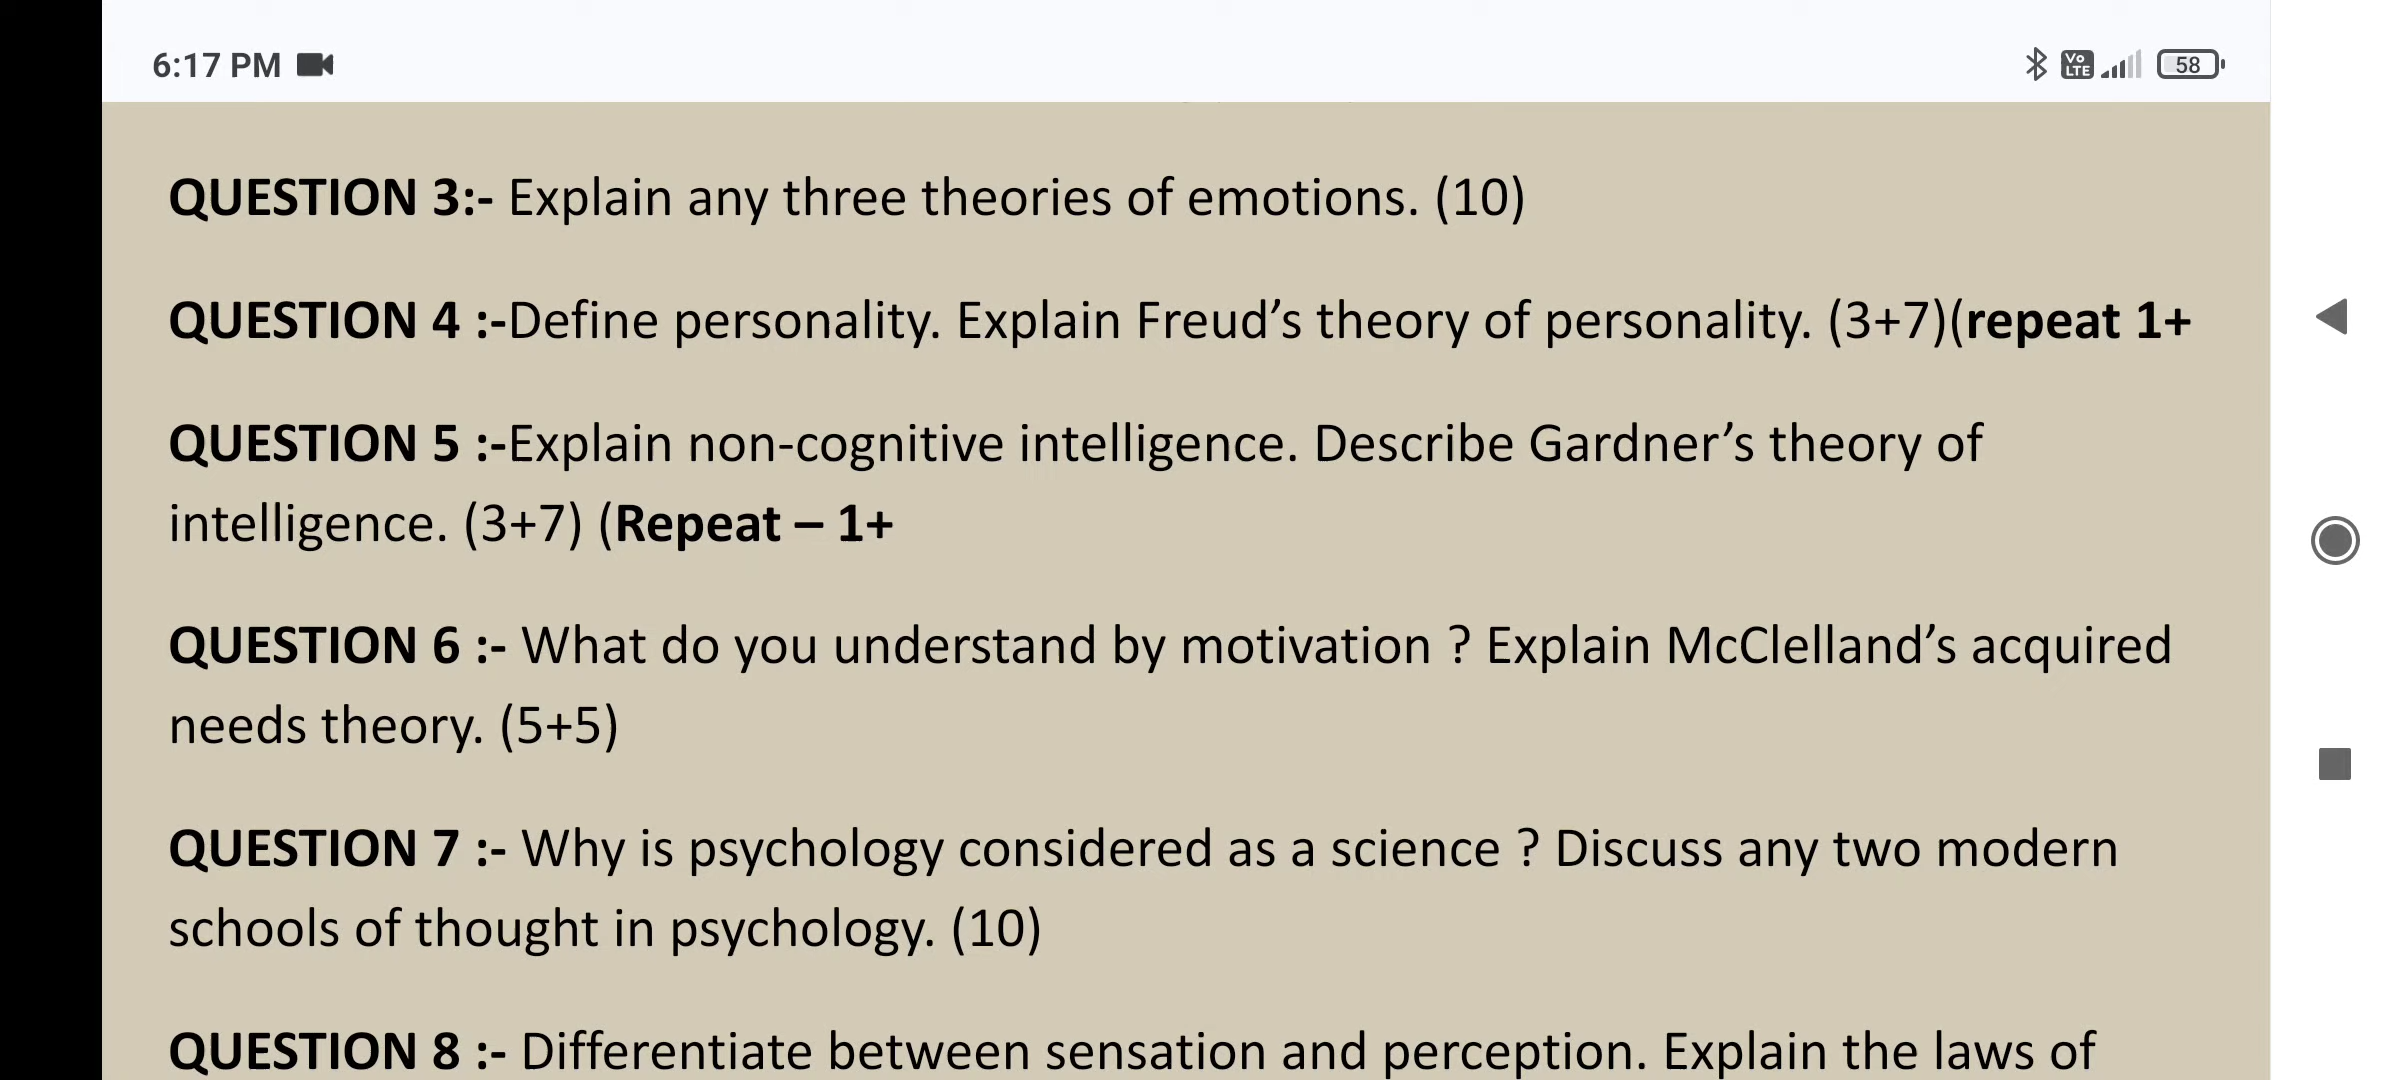 6:17 PM
Vo LTE 58
QUESTION 3:- Explain any three theories of emotions. (10)
QUESTION 4 :-Define personality. Explain Freud’s theory of personality. (3+7)(repeat 1+
QUESTION 5 :-Explain non-cognitive intelligence. Describe Gardner’s theory of
intelligence. (3+7) (Repeat – 1+
QUESTION 6 :- What do you understand by motivation ? Explain McClelland’s acquired
needs theory. (5+5)
QUESTION 7 :- Why is psychology considered as a science ? Discuss any two modern
schools of thought in psychology. (10)
QUESTION 8 :- Differentiate between sensation and perception. Explain the laws of